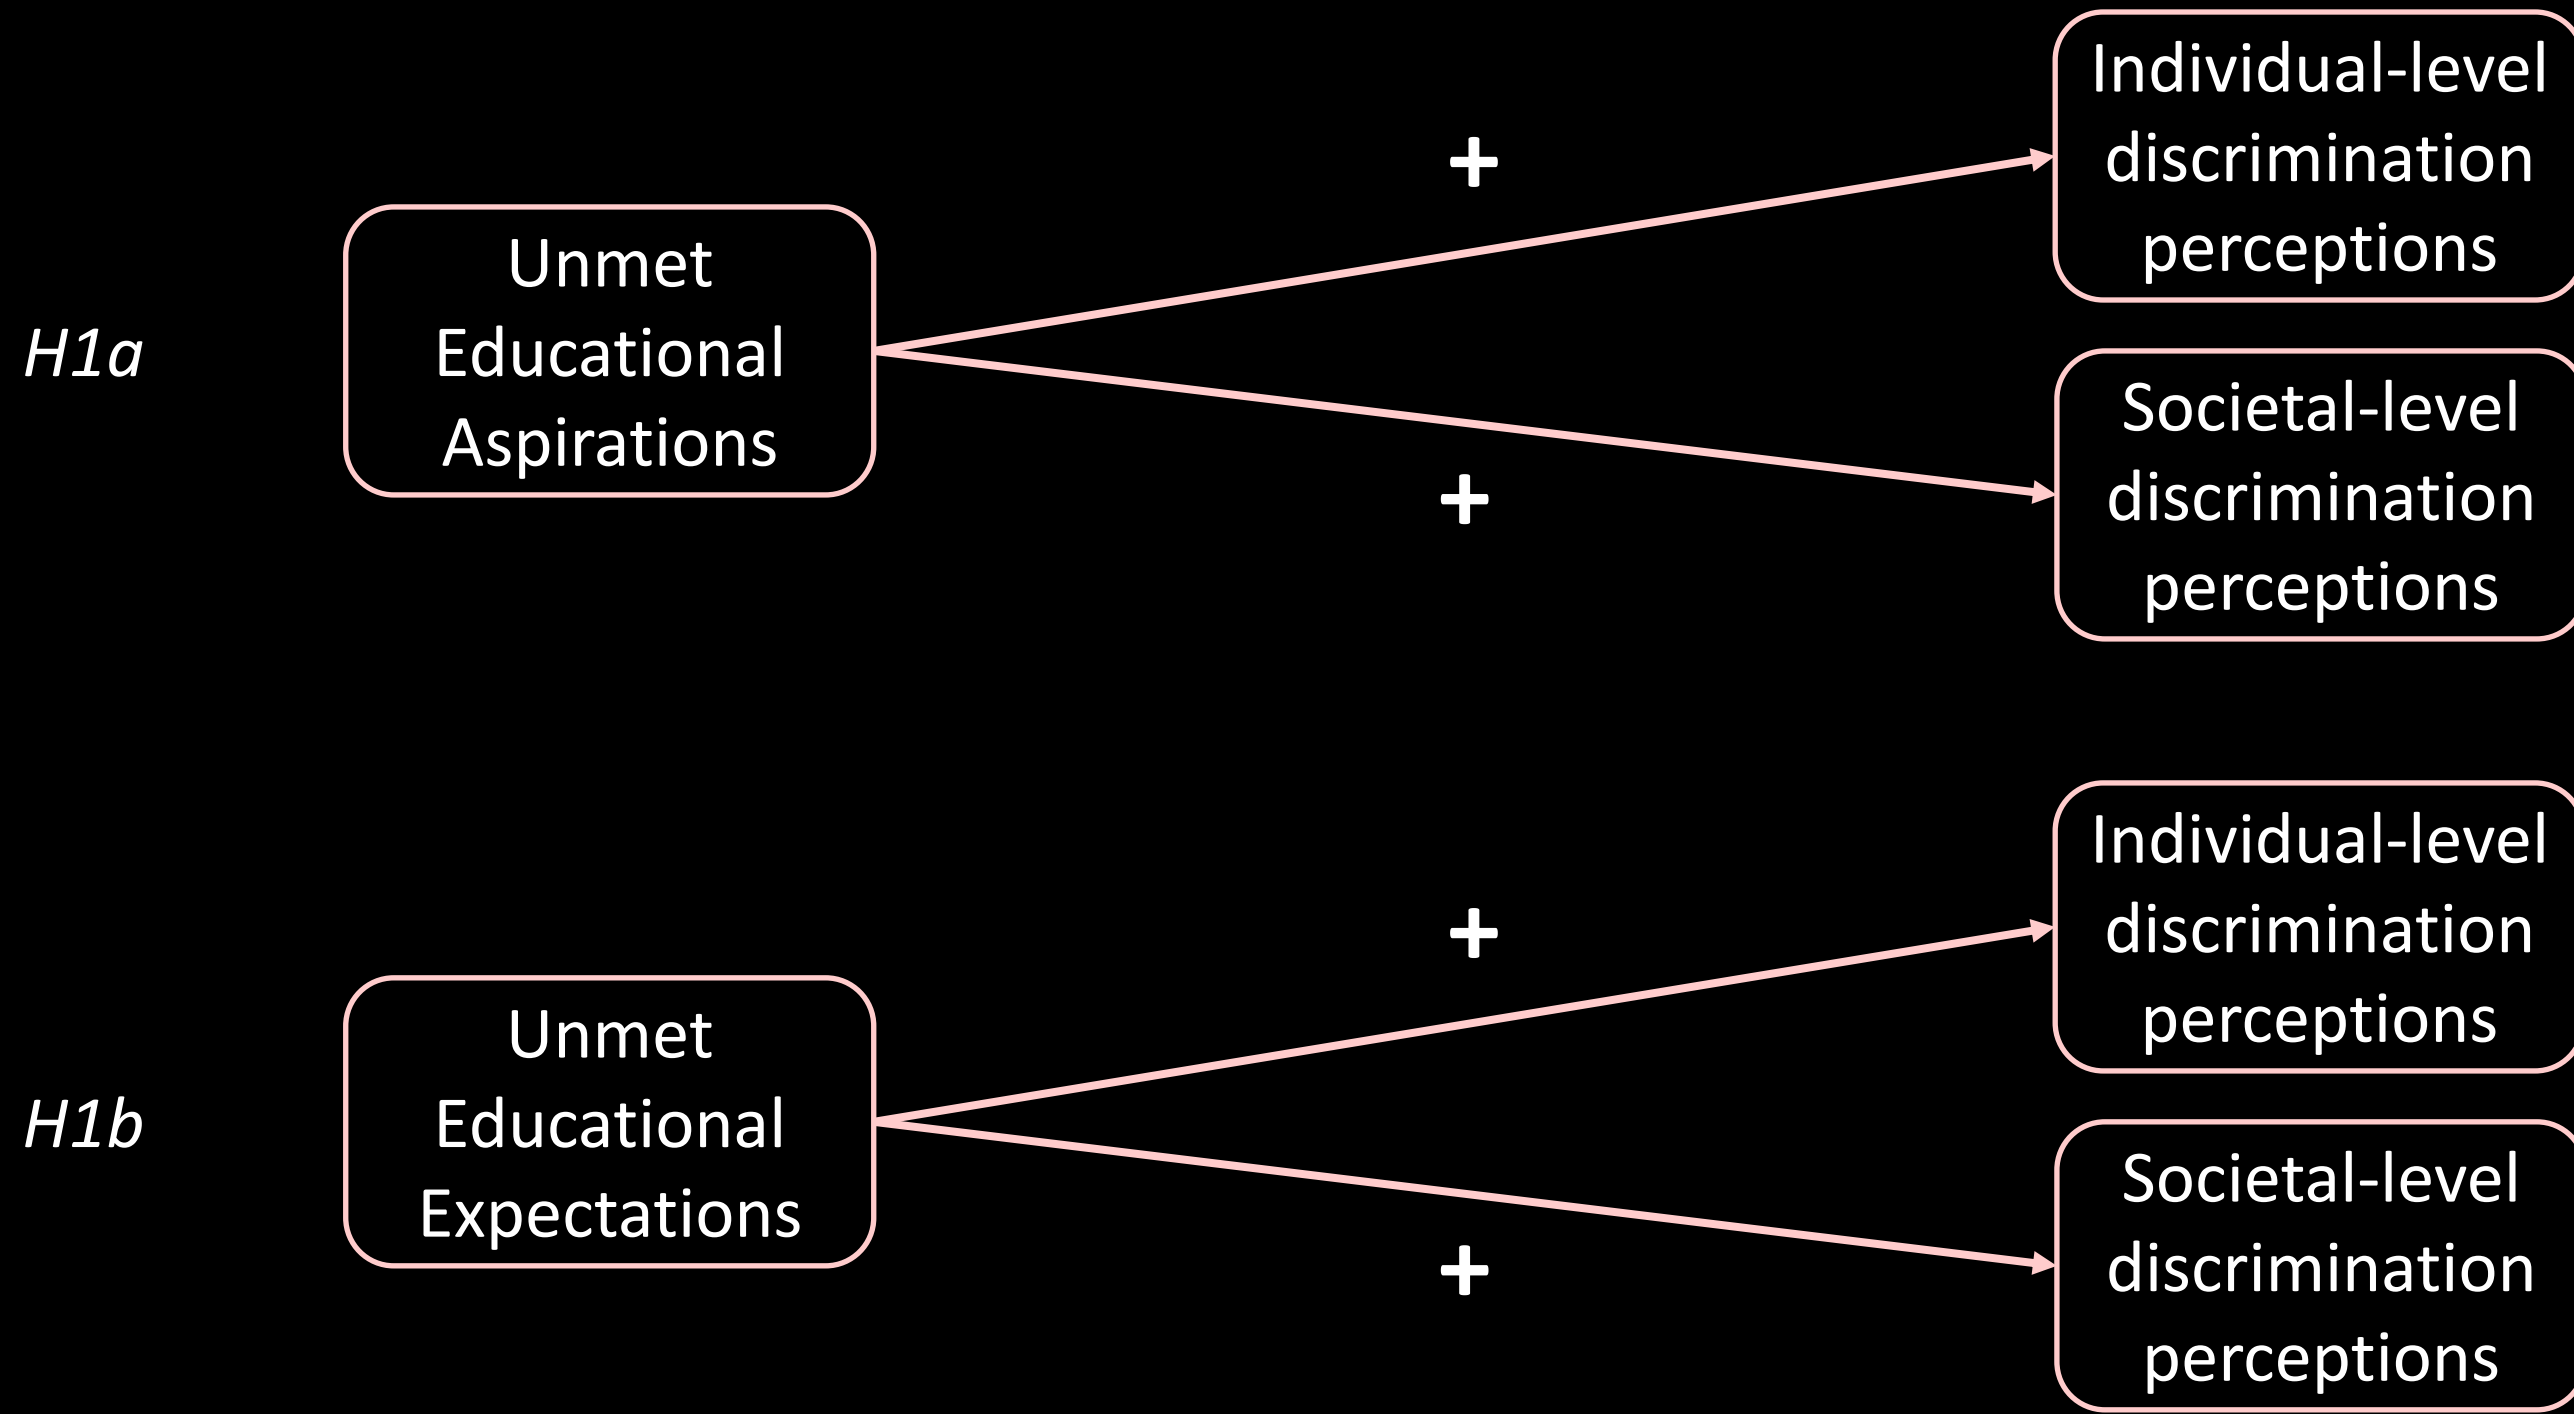 H1a
Unmet
Educational
Aspirations
+
+
Individual-level
discrimination
perceptions
Societal-level
discrimination
perceptions
H1b
Unmet
Educational
Expectations
+
+
Individual-level
discrimination
perceptions
Societal-level
discrimination
perceptions